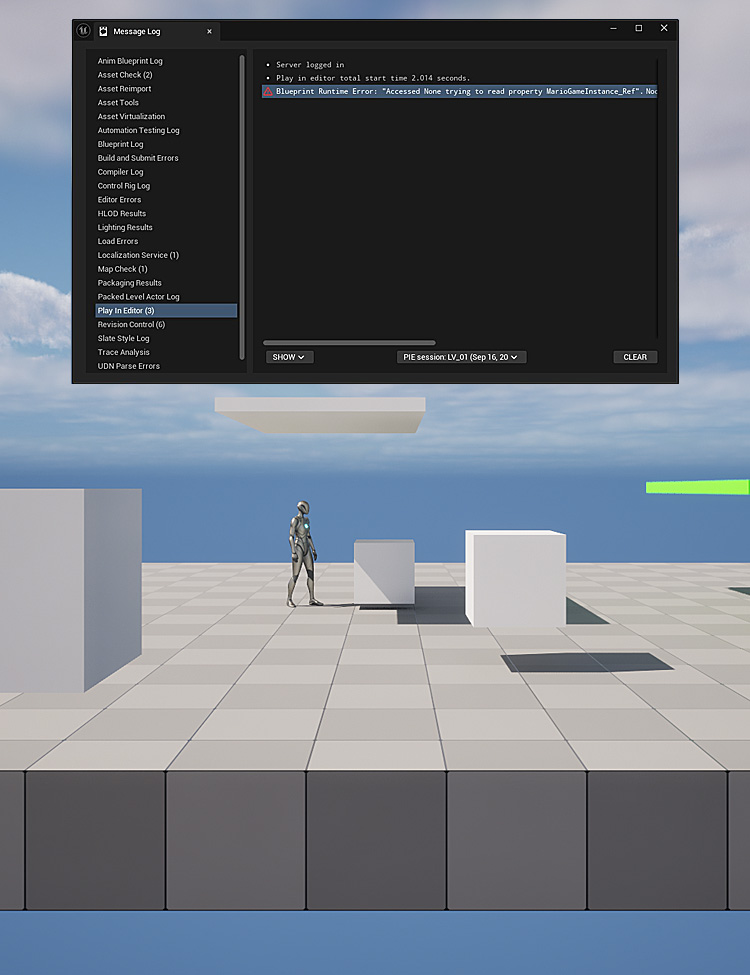 Message Log
Anim Blueprint Log
Asset Check (2)
Asset Reimport
Asset Tools
Asset Virtualization
Automation Testing Log
Blueprint Log
Build and Submit Errors
Compiler Log
Control Rig Log
Editor Errors
HLOD Results
Lighting Results
Load Errors
Localization Service (1)
Map Check (1)
Packaging Results
Packed Level Actor Log
Play In Editor (3)
Revision Control (6)
Slate Style Log
Trace Analysis
UDN Parse Errors
• Server logged in
• Play in editor total start time 2.014 seconds.
Blueprint Runtime Error: "Accessed None trying to read property MarioGameInstance_Ref".
SHOW
PIE session: LV_01 (Sep 16, 20
CLEAR